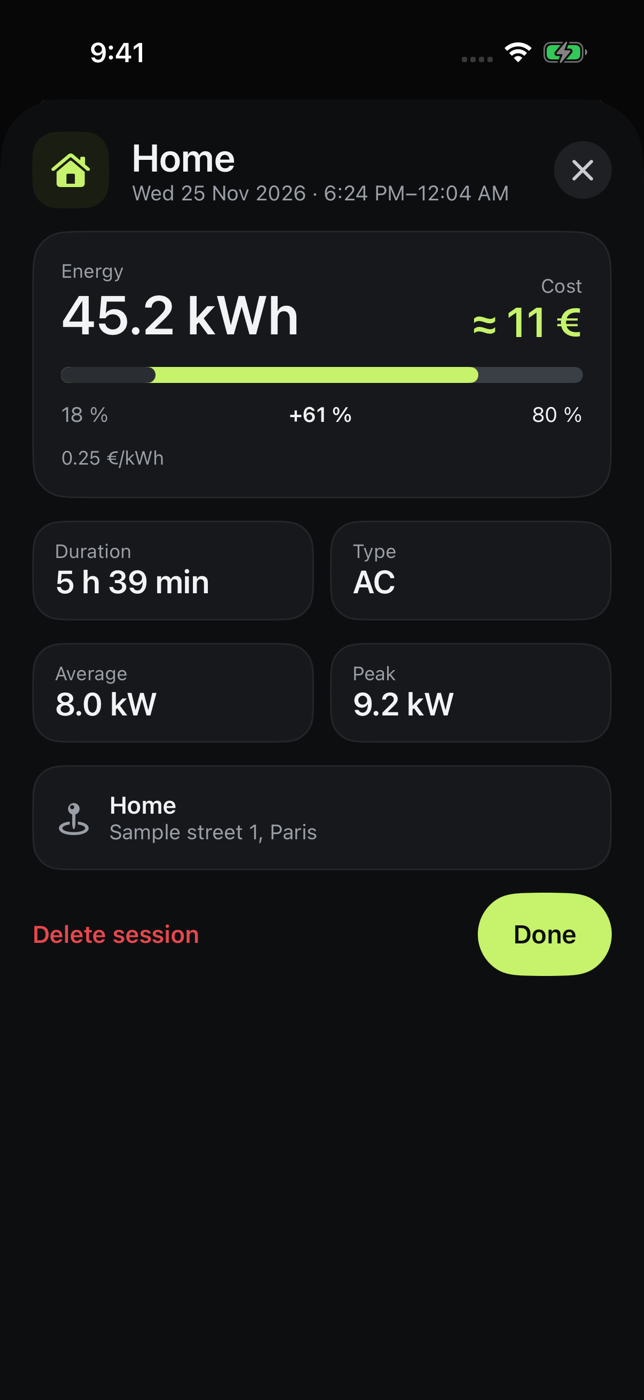 9:41
Home
Wed 25 Nov 2026 · 6:24 PM–12:04 AM
Energy
45.2 kWh
Cost
≈ 11 €
18 %
+61 %
80 %
0.25 €/kWh
Duration
5 h 39 min
Type
AC
Average
8.0 kW
Peak
9.2 kW
Home
Sample street 1, Paris
Delete session
Done